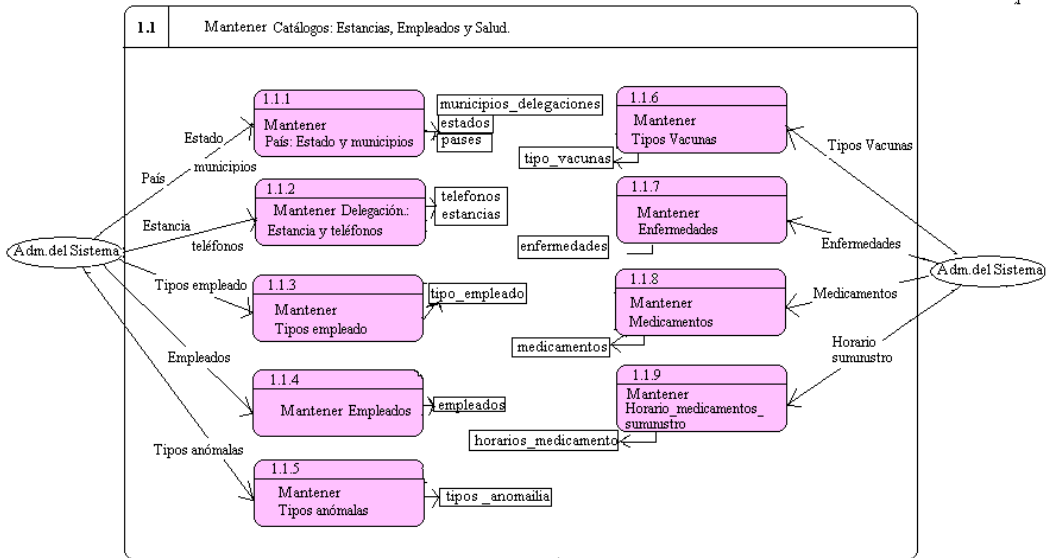 1.1
Mantener Catálogos: Estancias, Empleados y Salud.
1.1.1
Mantener
País: Estado y municipios
municipios_delegaciones
estados
países
1.1.6
Mantener
Tipos Vacunas
tipo_vacunas
Estado
municipios
País
Tipos Vacunas
1.1.2
Mantener Delegación.:
Estancia y teléfonos
telefonos
estancias
1.1.7
Mantener
Enfermedades
enfermedades
Estancia
teléfonos
Enfermedades
Adm.del Sistema
Adm.del Sistema
Tipos empleado
1.1.3
Mantener
Tipos empleado
tipo_empleado
1.1.8
Mantener
Medicamentos
medicamentos
Medicamentos
Horario
suministro
Empleados
1.1.4
Mantener Empleados
empleados
1.1.9
Mantener
Horario_medicamentos_
suministro
horarios_medicamento
Tipos anómalas
1.1.5
Mantener
Tipos anómalas
tipos_anomailia